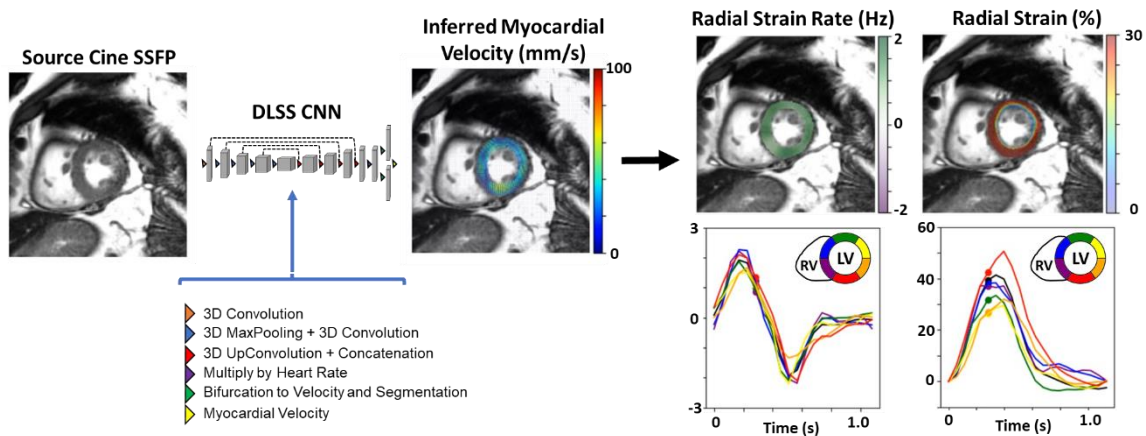 Source Cine SSFP
DLSS CNN
Inferred Myocardial
Velocity (mm/s)
100
0
Radial Strain Rate (Hz)
2
0
-2
Radial Strain (%)
30
20
10
0
3D Convolution
3D MaxPooling + 3D Convolution
3D UpConvolution + Concatenation
Multiply by Heart Rate
Bifurcation to Velocity and Segmentation
Myocardial Velocity
3
0
-3
RV
LV
0
1.0
Time (s)
60
40
20
0
RV
LV
0
1.0
Time (s)